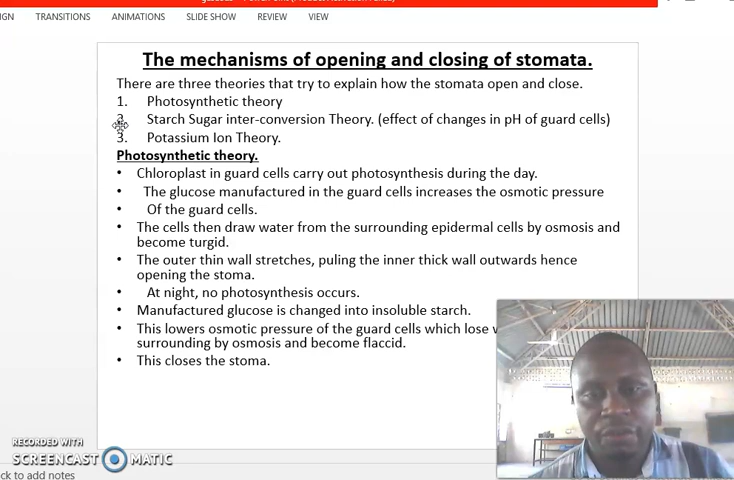 IGN TRANSITIONS ANIMATIONS SLIDE SHOW REVIEW VIEW
The mechanisms of opening and closing of stomata.
There are three theories that try to explain how the stomata open and close.
1. Photosynthetic theory
2. Starch Sugar inter-conversion Theory. (effect of changes in pH of guard cells)
3. Potassium Ion Theory.
Photosynthetic theory.
• Chloroplast in guard cells carry out photosynthesis during the day.
• The glucose manufactured in the guard cells increases the osmotic pressure
• Of the guard cells.
• The cells then draw water from the surrounding epidermal cells by osmosis and
become turgid.
• The outer thin wall stretches, puling the inner thick wall outwards hence
opening the stoma.
• At night, no photosynthesis occurs.
• Manufactured glucose is changed into insoluble starch.
• This lowers osmotic pressure of the guard cells which lose
surrounding by osmosis and become flaccid.
• This closes the stoma.
RECORDED WITH
SCREENCAST MATIC
ck to add notes